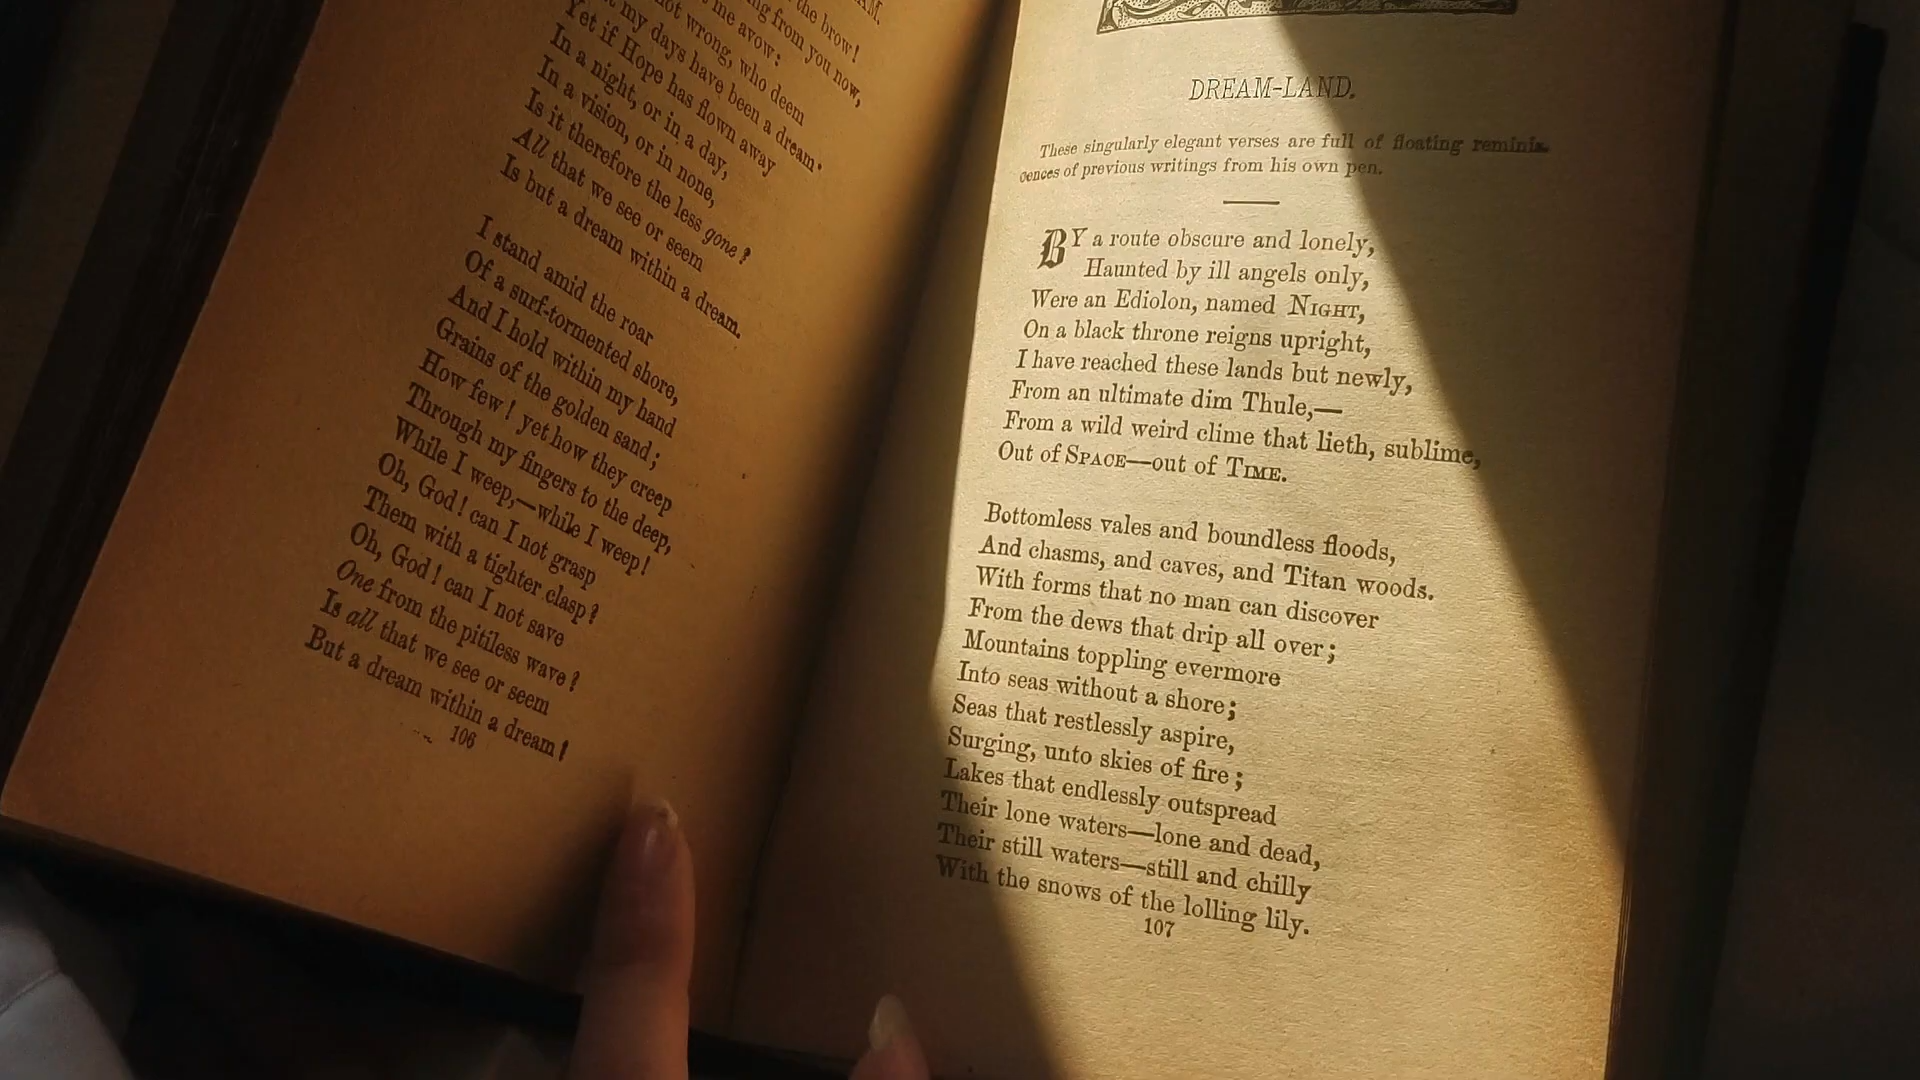 AM.
the brow!
ing from you now,
me avow:
not wrong, who deem
my days have been a dream·
Yet if Hope has flown away
In a night, or in a day,
In a vision, or in none,
Is it therefore the less gone?
All that we see or seem
Is but a dream within a dream.
I stand amid the roar
Of a surf-tormented shore,
And I hold within my hand
Grains of the golden sand;
How few! yet how they creep
Through my fingers to the deep,
While I weep,—while I weep!
Oh, God! can I not grasp
Them with a tighter clasp?
Oh, God! can I not save
One from the pitiless wave?
Is all that we see or seem
But a dream within a dream!
106
DREAM-LAND.
These singularly elegant verses are full of floating reminis-
cences of previous writings from his own pen.
BY a route obscure and lonely,
Haunted by ill angels only,
Were an Ediolon, named NIGHT,
On a black throne reigns upright,
I have reached these lands but newly,
From an ultimate dim Thule,—
From a wild weird clime that lieth, sublime,
Out of SPACE—out of TIME.
Bottomless vales and boundless floods,
And chasms, and caves, and Titan woods.
With forms that no man can discover
From the dews that drip all over;
Mountains toppling evermore
Into seas without a shore;
Seas that restlessly aspire,
Surging, unto skies of fire;
Lakes that endlessly outspread
Their lone waters—lone and dead,
Their still waters—still and chilly
With the snows of the lolling lily.
107